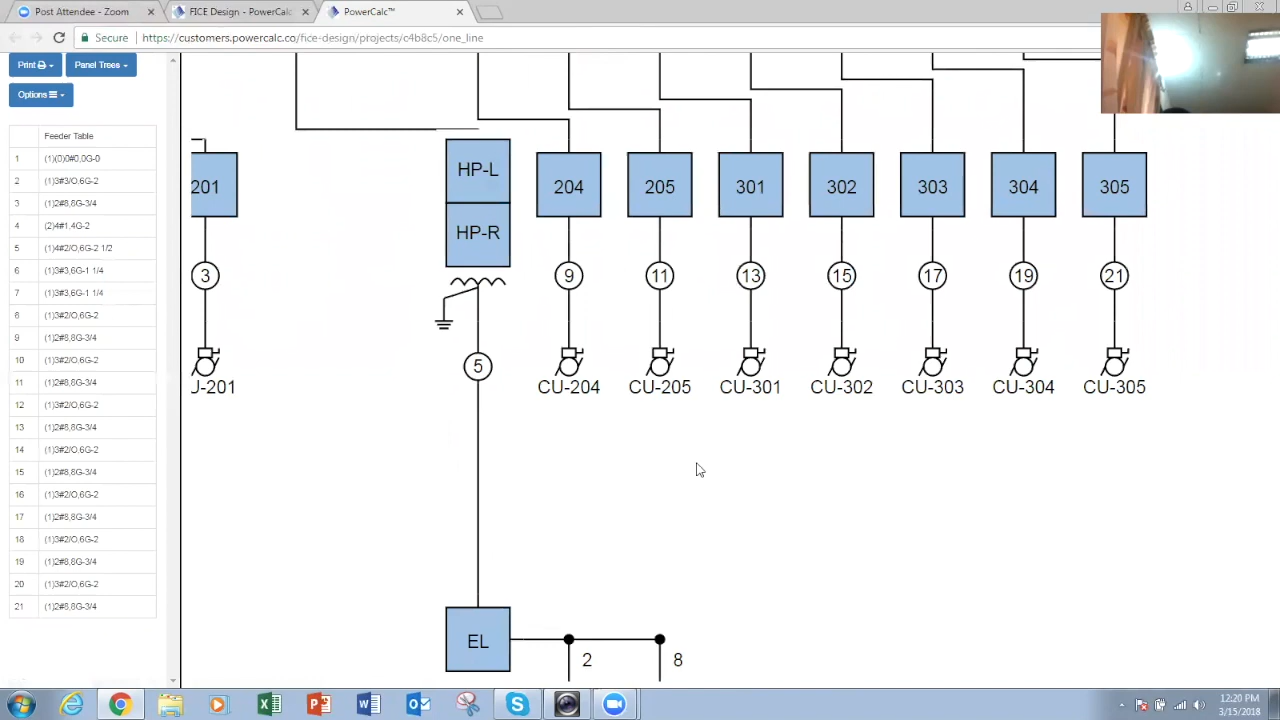 Post Attendee - Zoom
FICE Design - PowerCalc
PowerCalc™
Secure
https://customers.powercalc.co/fice-design/projects/c4b8c5/one_line
Print
Panel Trees
Options
Feeder Table
1 (1)(0)0#0,0G-0
2 (1)3#3/O,6G-2
3 (1)2#8,8G-3/4
4 (2)4#1,4G-2
5 (1)4#2/O,6G-2 1/2
6 (1)3#3,6G-1 1/4
7 (1)3#3,6G-1 1/4
8 (1)3#2/O,6G-2
9 (1)2#8,8G-3/4
10 (1)3#2/O,6G-2
11 (1)2#8,8G-3/4
12 (1)3#2/O,6G-2
13 (1)2#8,8G-3/4
14 (1)3#2/O,6G-2
15 (1)2#8,8G-3/4
16 (1)3#2/O,6G-2
17 (1)2#8,8G-3/4
18 (1)3#2/O,6G-2
19 (1)2#8,8G-3/4
20 (1)3#2/O,6G-2
21 (1)2#8,8G-3/4
201
HP-L
HP-R
204 205 301 302 303 304 305
3 9 11 13 15 17 19 21
5
J-201 CU-204 CU-205 CU-301 CU-302 CU-303 CU-304 CU-305
EL
2 8
12:20 PM
3/15/2018